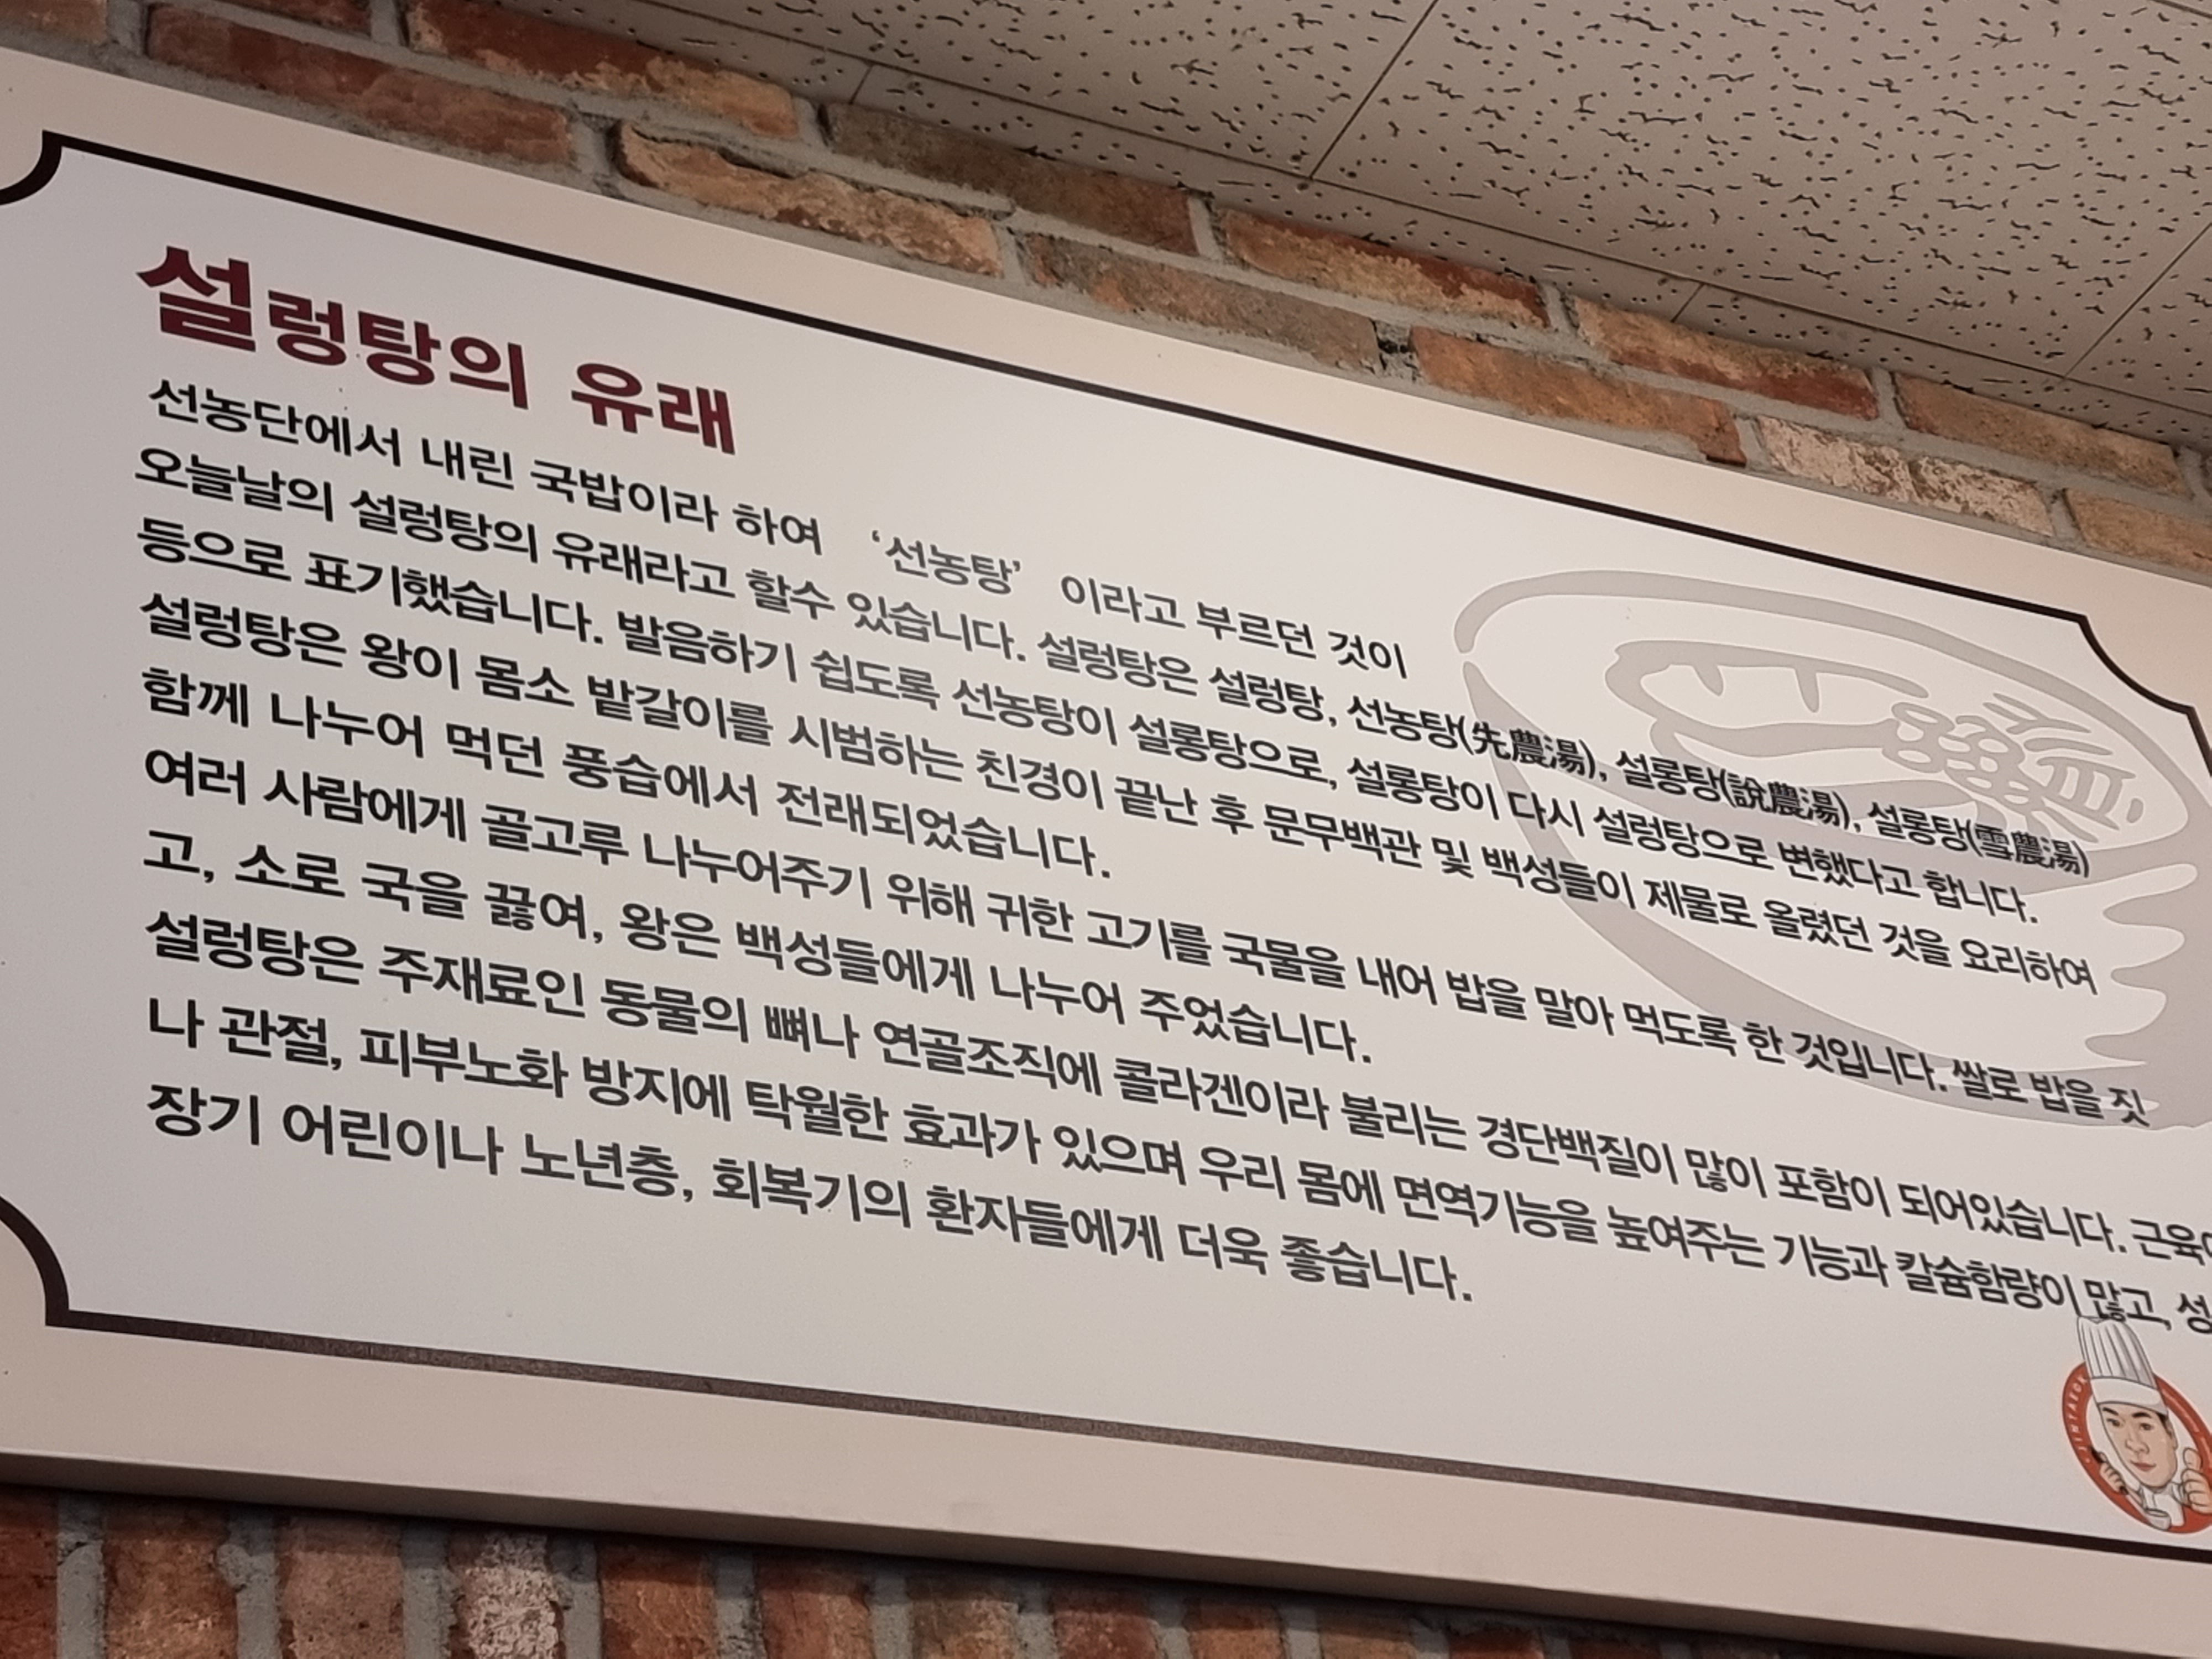 설렁탕의 유래
선농단에서 내린 국밥이라 하여 ‘선농탕’ 이라고 부르던 것이
오늘날의 설렁탕의 유래라고 할수 있습니다. 설렁탕은 설렁탕, 선농탕(先農湯), 설롱탕(說農湯), 설롱탕(雪農湯)
등으로 표기했습니다. 발음하기 쉽도록 선농탕이 설롱탕으로, 설롱탕이 다시 설렁탕으로 변했다고 합니다.
설렁탕은 왕이 몸소 밭갈이를 시범하는 친경이 끝난 후 문무백관 및 백성들이 제물로 올렸던 것을 요리하여
함께 나누어 먹던 풍습에서 전래되었습니다.
여러 사람에게 골고루 나누어주기 위해 귀한 고기를 국물을 내어 밥을 말아 먹도록 한 것입니다. 쌀로 밥을 짓
고, 소로 국을 끓여, 왕은 백성들에게 나누어 주었습니다.
설렁탕은 주재료인 동물의 뼈나 연골조직에 콜라겐이라 불리는 경단백질이 많이 포함이 되어있습니다. 근육
나 관절, 피부노화 방지에 탁월한 효과가 있으며 우리 몸에 면역기능을 높여주는 기능과 칼슘함량이 많고, 성
장기 어린이나 노년층, 회복기의 환자들에게 더욱 좋습니다.